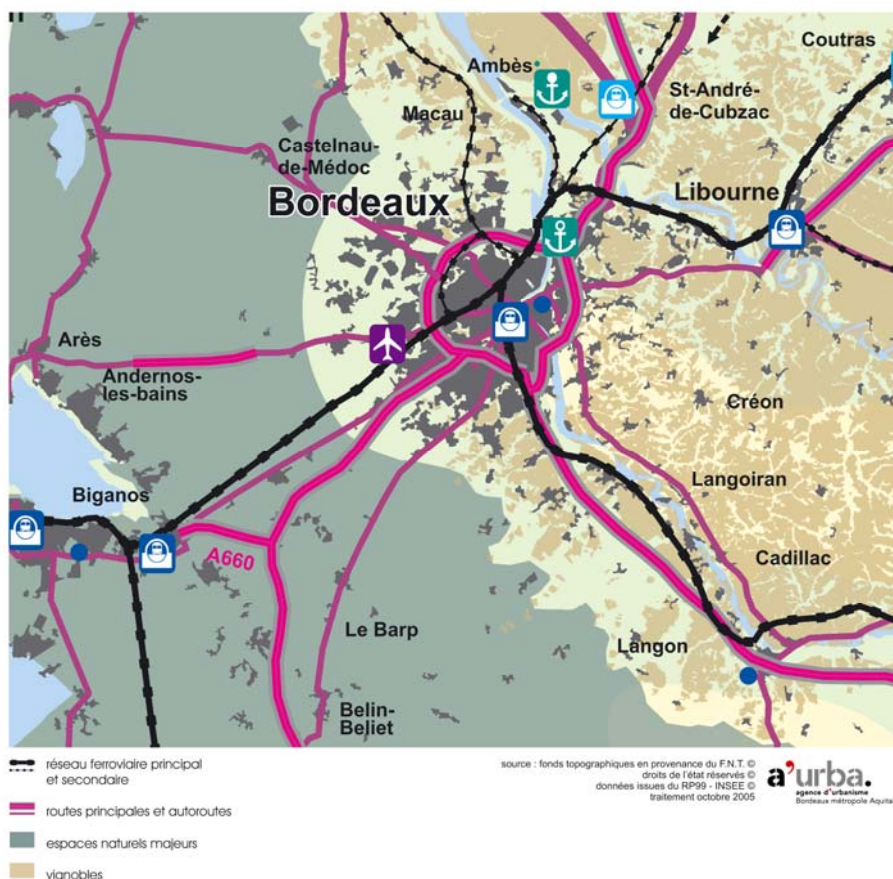 Coutras
Ambès
St-André-
de-Cubzac
Macau
Castelnau-
de-Médoc
Bordeaux
Libourne
Arès
Andernos-
les-bains
Créon
Langoiran
Biganos
Cadillac
A660
Le Barp
Langon
Belin-
Beliet
réseau ferroviaire principal
et secondaire
routes principales et autoroutes
espaces naturels majeurs
vignobles
source : fonds topographiques en provenance du F.N.T. ©
droits de l'état réservés ©
données issues du RP99 - INSEE ©
traitement octobre 2005
a'urba.
agence d'urbanisme
Bordeaux métropole Aquita